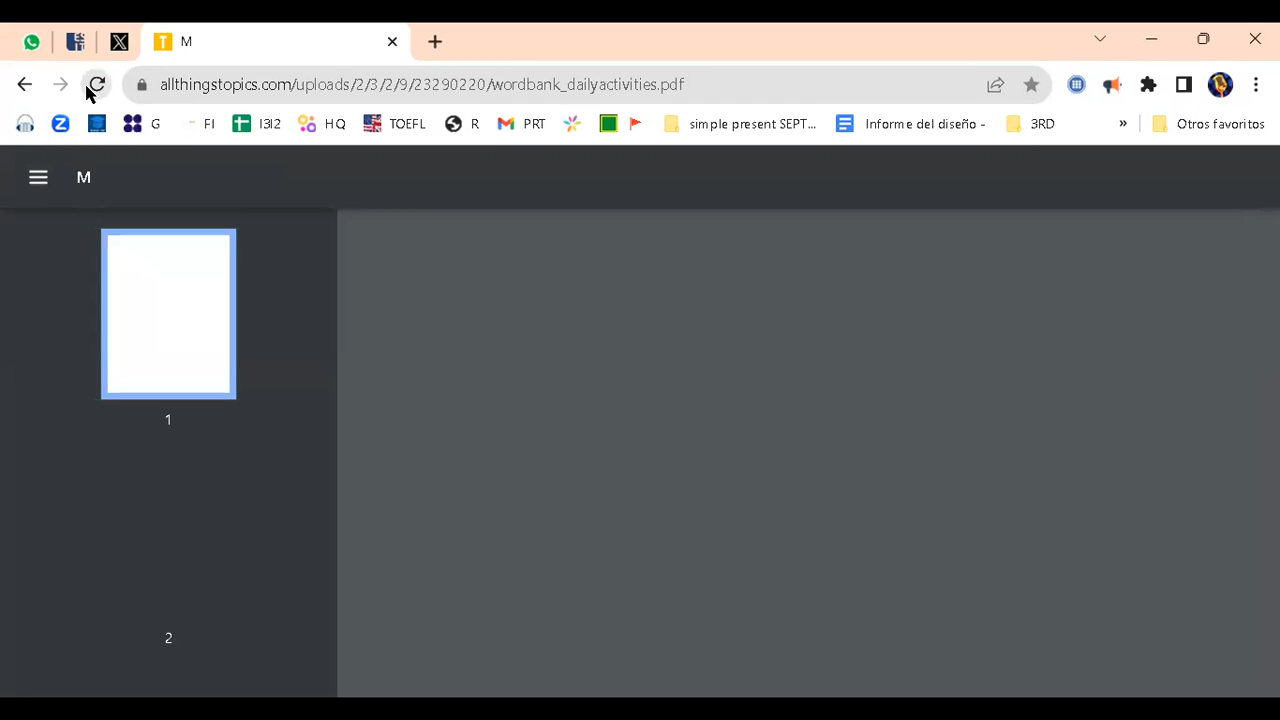 M
allthingstopics.com/uploads/2/3/2/9/23290220/wordbank_dailyactivities.pdf
G FI I3I2 HQ TOEFL R PRT simple present SEPT... Informe del diseño - 3RD » Otros favoritos
M
1
2